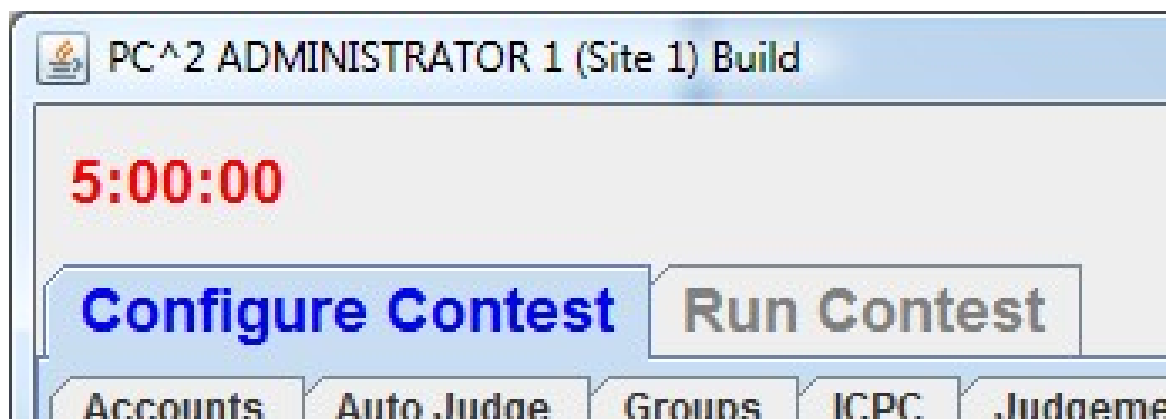 PC^2 ADMINISTRATOR 1 (Site 1) Build
5:00:00
Configure Contest Run Contest
Accounts Auto Judge Groups ICPC Judgeme